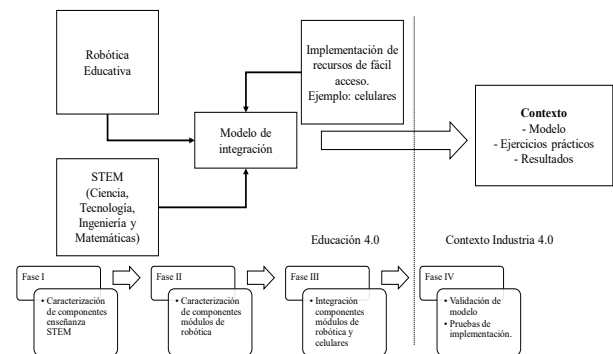 Robótica
Educativa
Implementación de
recursos de fácil
acceso.
Ejemplo: celulares
Modelo de
integración
Contexto
- Modelo
- Ejercicios prácticos
- Resultados
STEM
(Ciencia,
Tecnología,
Ingeniería y
Matemáticas)
Educación 4.0
Contexto Industria 4.0
Fase I
• Caracterización
de componentes
enseñanza
STEM
Fase II
• Caracterización
de componentes
módulos de
robótica
Fase III
• Integración
componentes
módulos de
robótica y
celulares
Fase IV
• Validación de
modelo
• Pruebas de
implementación.